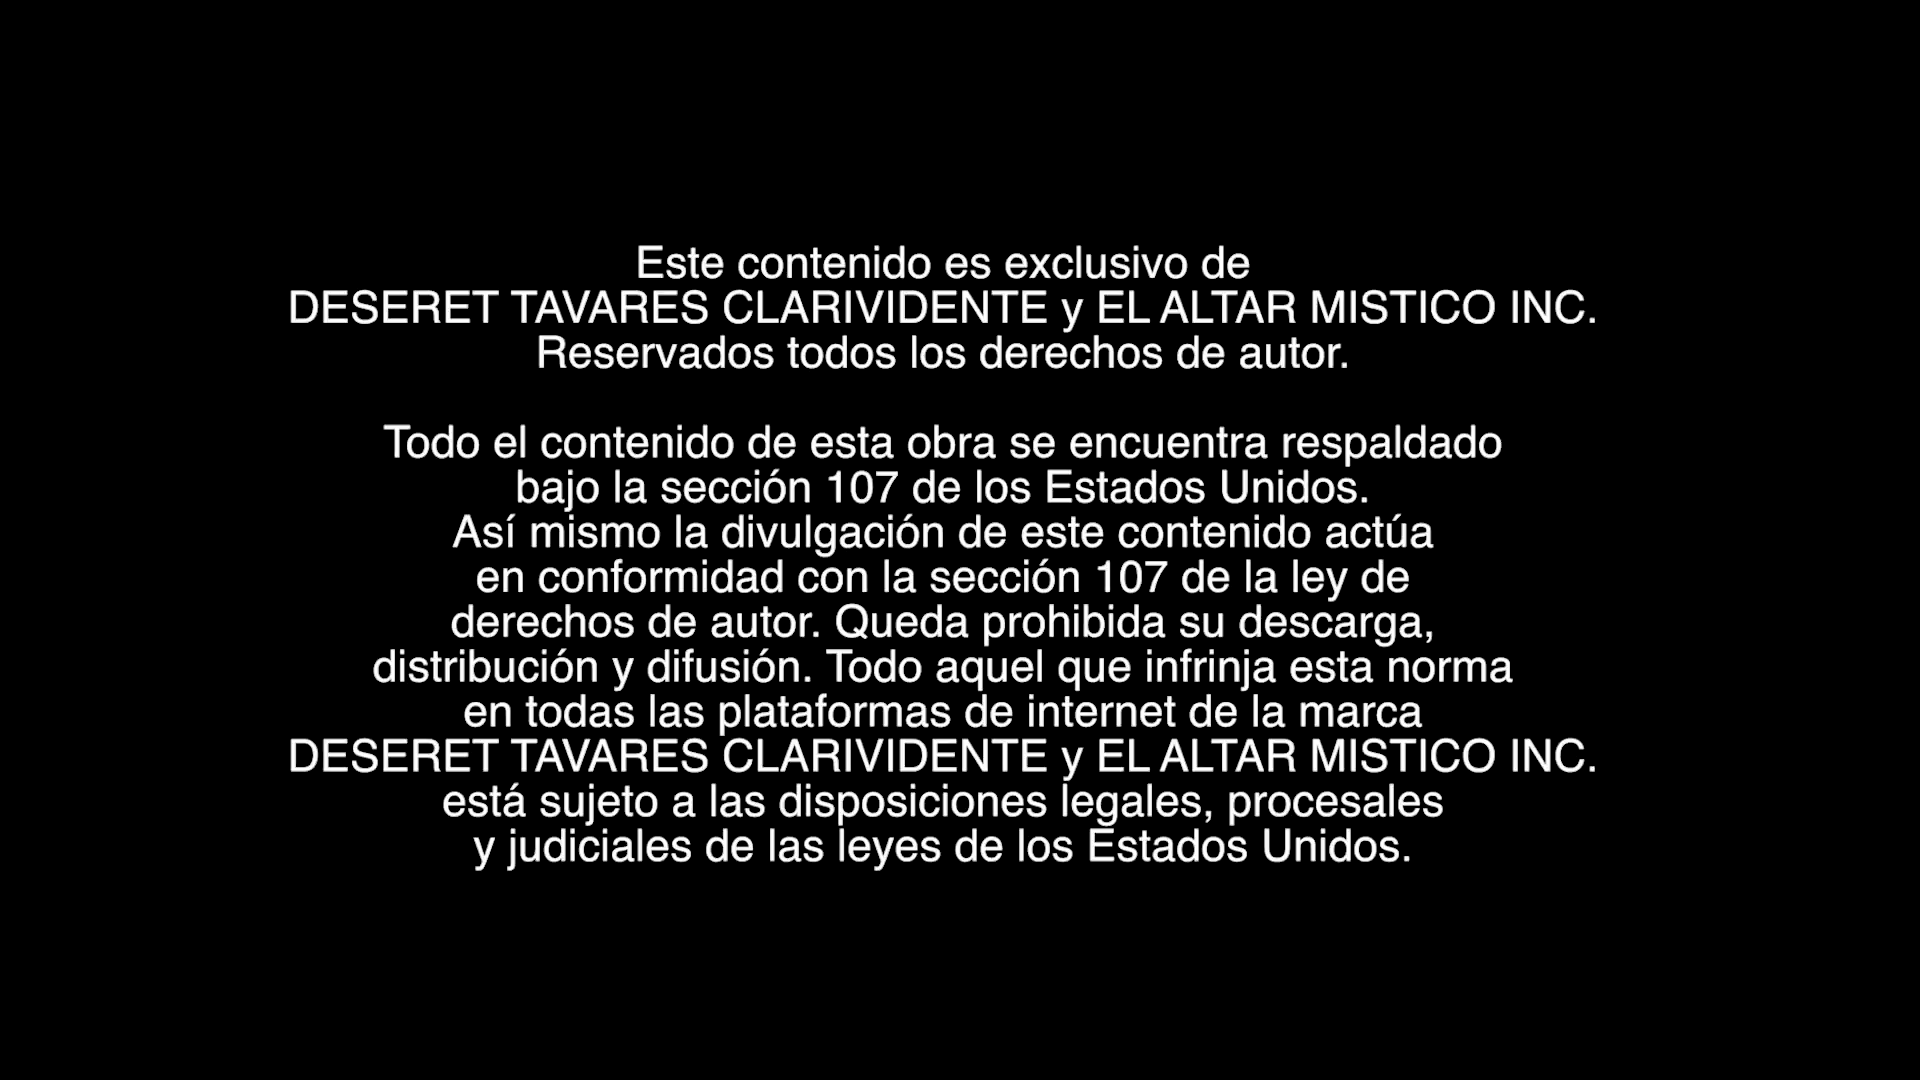 Este contenido es exclusivo de
DESERET TAVARES CLARIVIDENTE y EL ALTAR MISTICO INC.
Reservados todos los derechos de autor.
Todo el contenido de esta obra se encuentra respaldado
bajo la sección 107 de los Estados Unidos.
Así mismo la divulgación de este contenido actúa
en conformidad con la sección 107 de la ley de
derechos de autor. Queda prohibida su descarga,
distribución y difusión. Todo aquel que infrinja esta norma
en todas las plataformas de internet de la marca
DESERET TAVARES CLARIVIDENTE y EL ALTAR MISTICO INC.
está sujeto a las disposiciones legales, procesales
y judiciales de las leyes de los Estados Unidos.